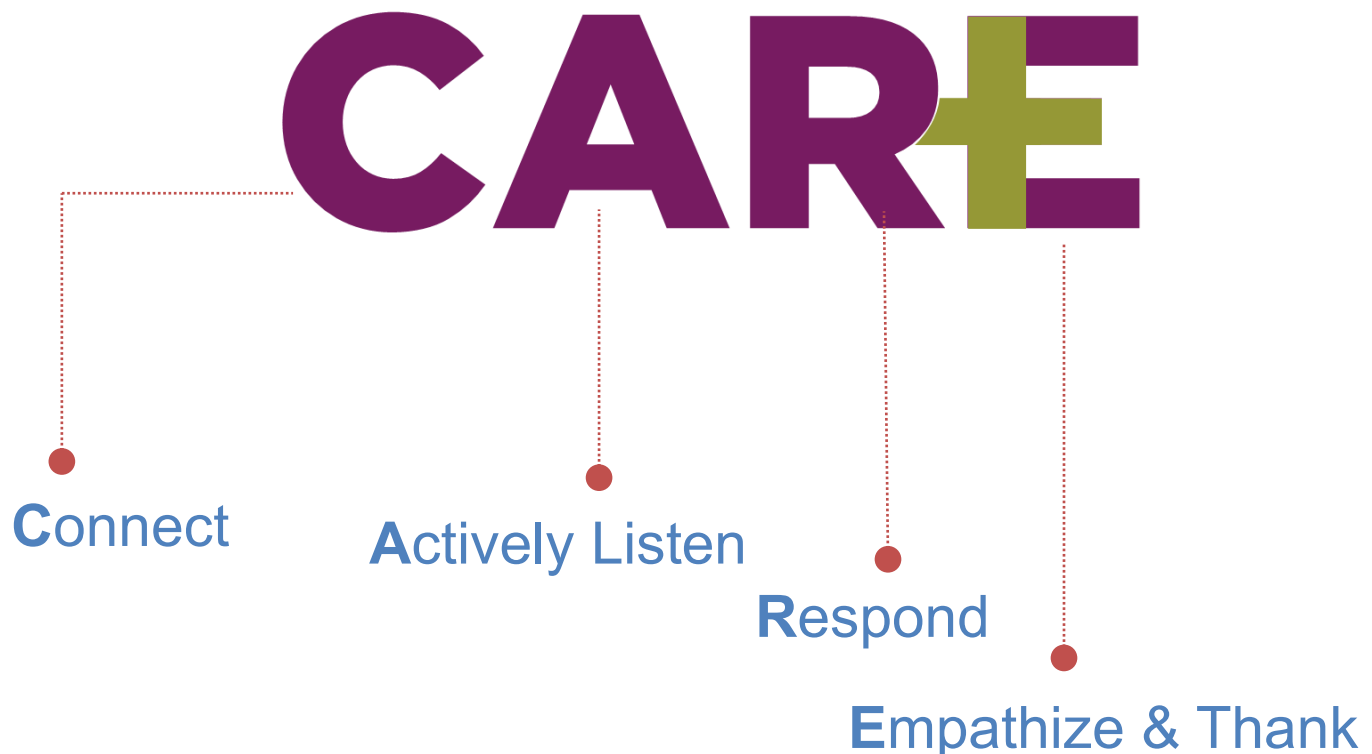 CARE
Connect
Actively Listen
Respond
Empathize & Thank